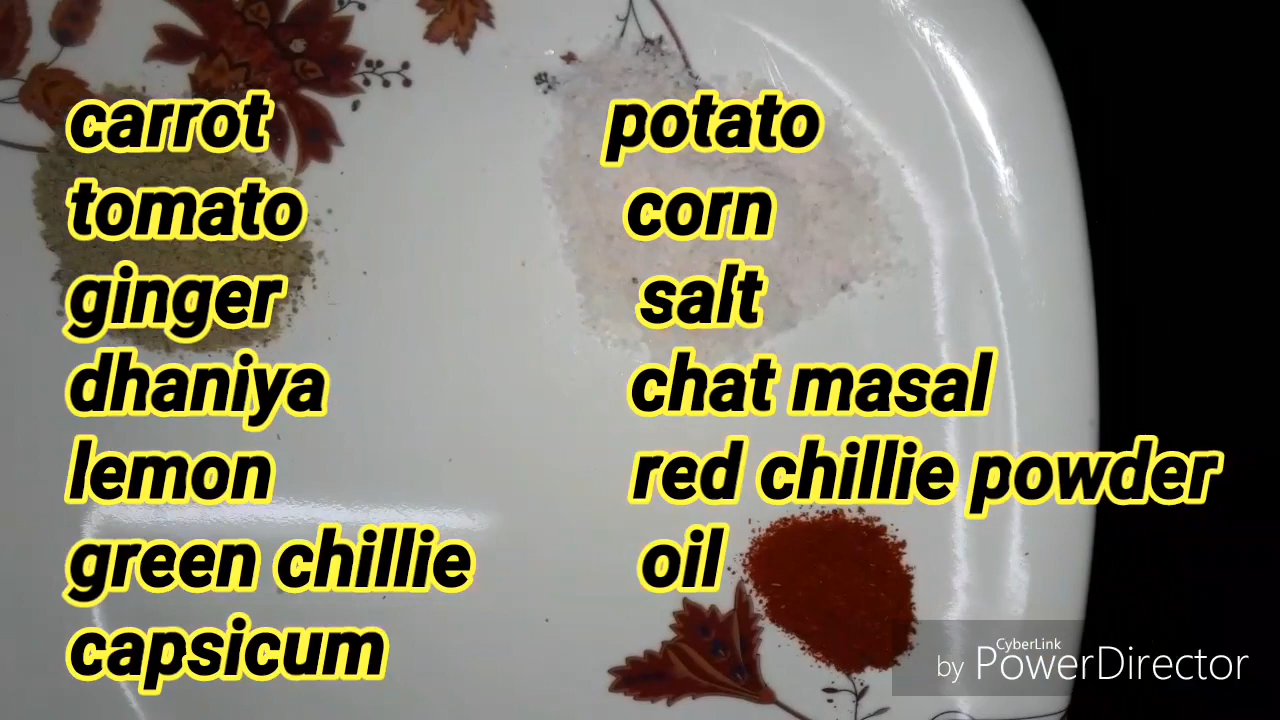 carrot
tomato
ginger
dhaniya
lemon
green chillie
capsicum
potato
corn
salt
chat masal
red chillie powder
oil
CyberLink
by PowerDirector